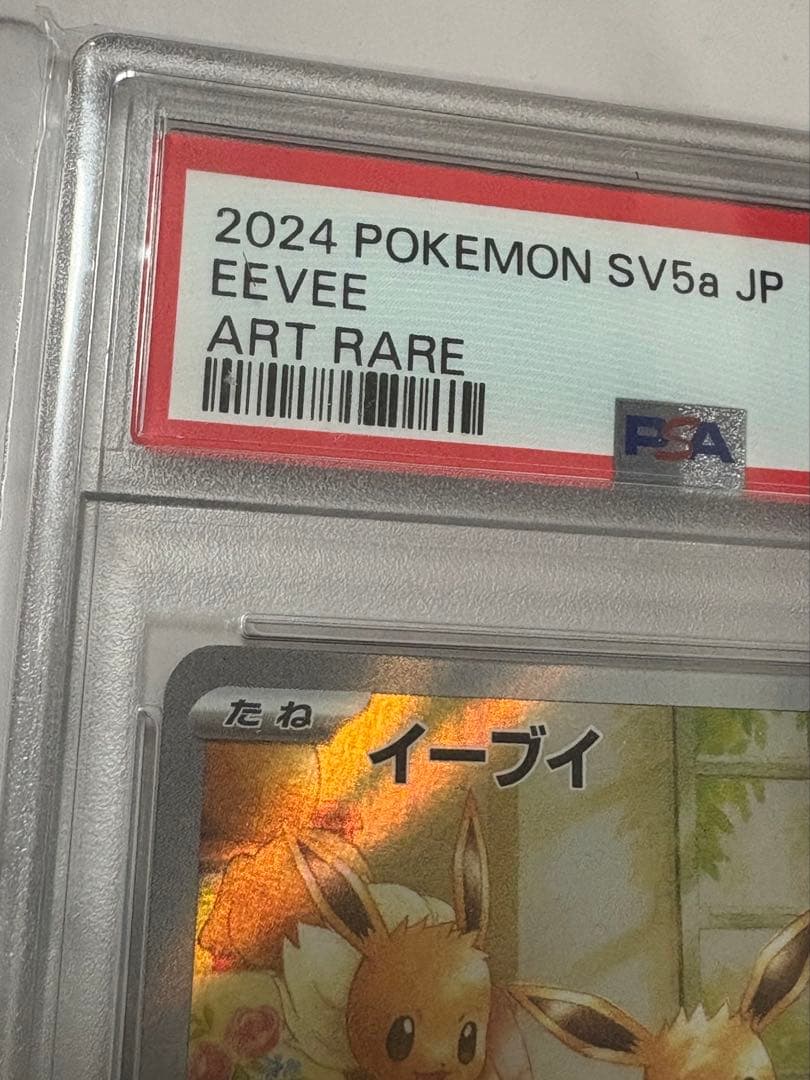 2024 POKEMON SV5a JP
EEVEE
ART RARE
PSA
たね
イーブイ